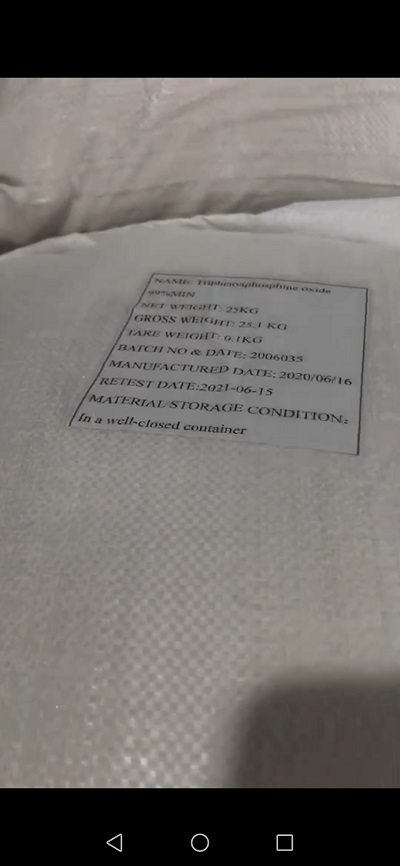 NAME: Triphenylphosphine oxide
99%MIN
NET WEIGHT: 25KG
GROSS WEIGHT: 25.1 KG
TARE WEIGHT: 0.1KG
BATCH NO & DATE: 2006035
MANUFACTURED DATE: 2020/06/16
RETEST DATE:2021-06-15
MATERIAL STORAGE CONDITION:
In a well-closed container